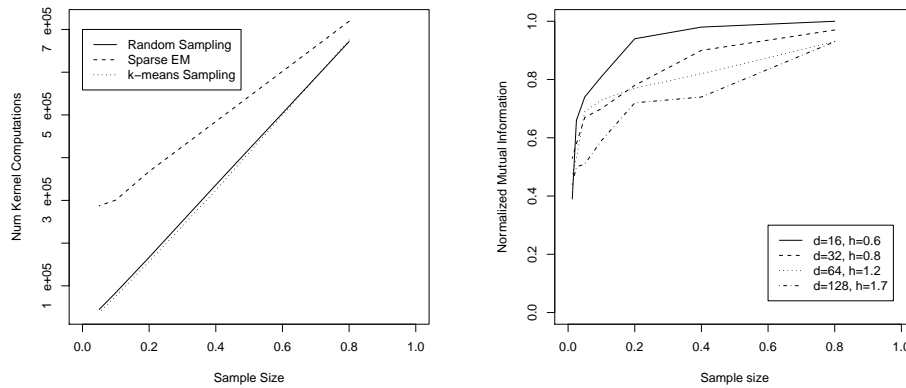 Num Kernel Computations
7 e+05
5 e+05
3 e+05
1 e+05
Random Sampling
Sparse EM
k−means Sampling
0.0 0.2 0.4 0.6 0.8 1.0
Sample Size
Normalized Mutual Information
1.0
0.8
0.6
0.4
0.2
0.0
d=16, h=0.6
d=32, h=0.8
d=64, h=1.2
d=128, h=1.7
0.0 0.2 0.4 0.6 0.8 1.0
Sample size